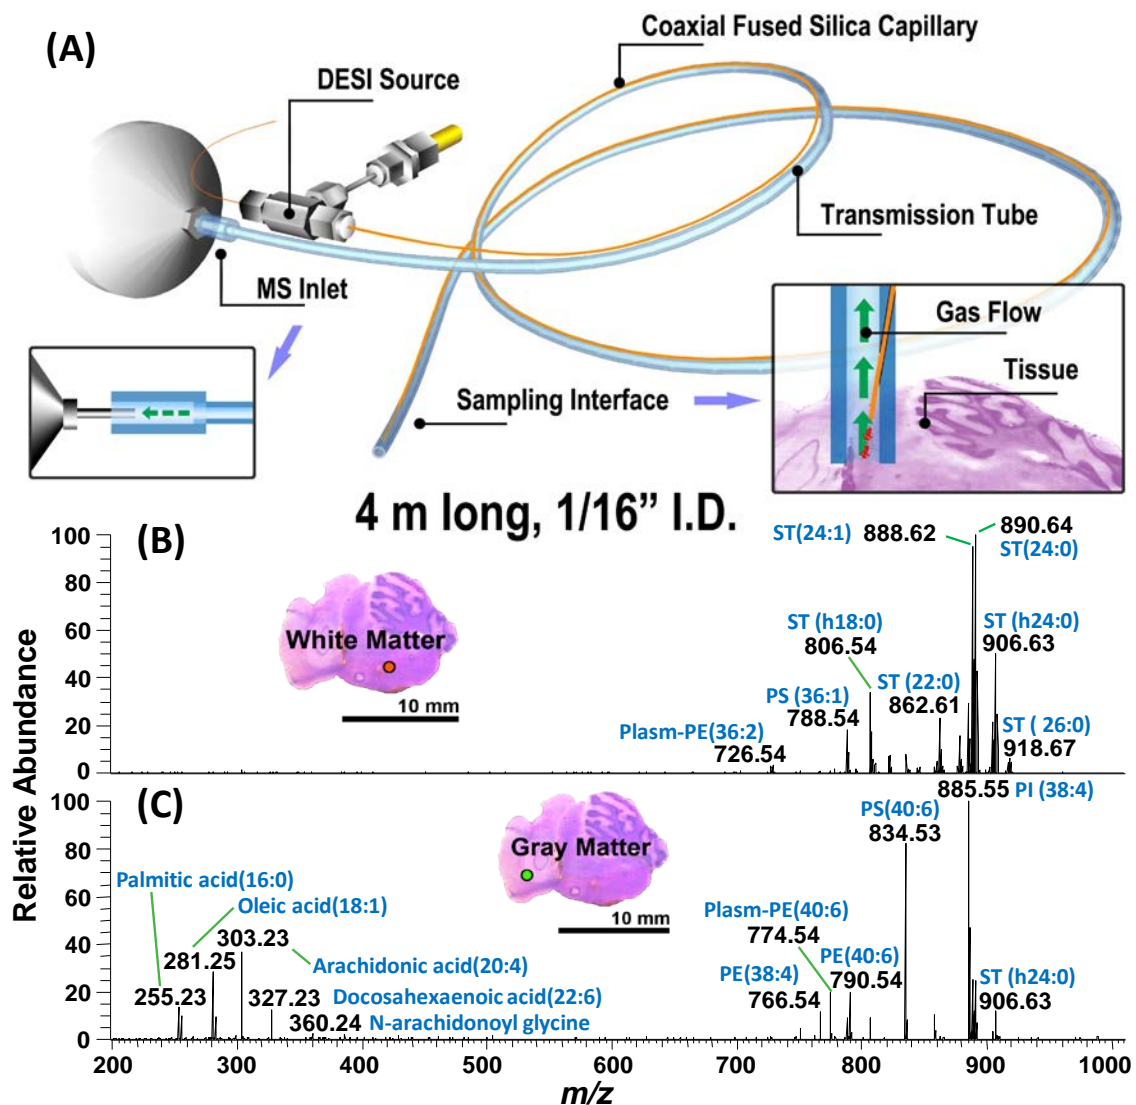 (A)
Coaxial Fused Silica Capillary
DESI Source
Transmission Tube
MS Inlet
Gas Flow
Tissue
Sampling Interface
4 m long, 1/16” I.D.
(B)
ST(24:1) 888.62
890.64
ST(24:0)
White Matter
10 mm
ST (h18:0)
806.54
ST (h24:0)
906.63
PS (36:1)
788.54
ST (22:0)
862.61
Plasm-PE(36:2)
726.54
ST ( 26:0)
918.67
100
80
60
40
20
0
Relative Abundance
(C)
885.55 PI (38:4)
PS(40:6)
834.53
Gray Matter
10 mm
Palmitic acid(16:0)
Oleic acid(18:1)
303.23
281.25
Arachidonic acid(20:4)
255.23
327.23
Docosahexaenoic acid(22:6)
360.24 N-arachidonoyl glycine
Plasm-PE(40:6)
774.54
PE(40:6)
790.54
PE(38:4)
766.54
ST (h24:0)
906.63
100
80
60
40
20
0
200 300 400 500 600 700 800 900 1000
m/z